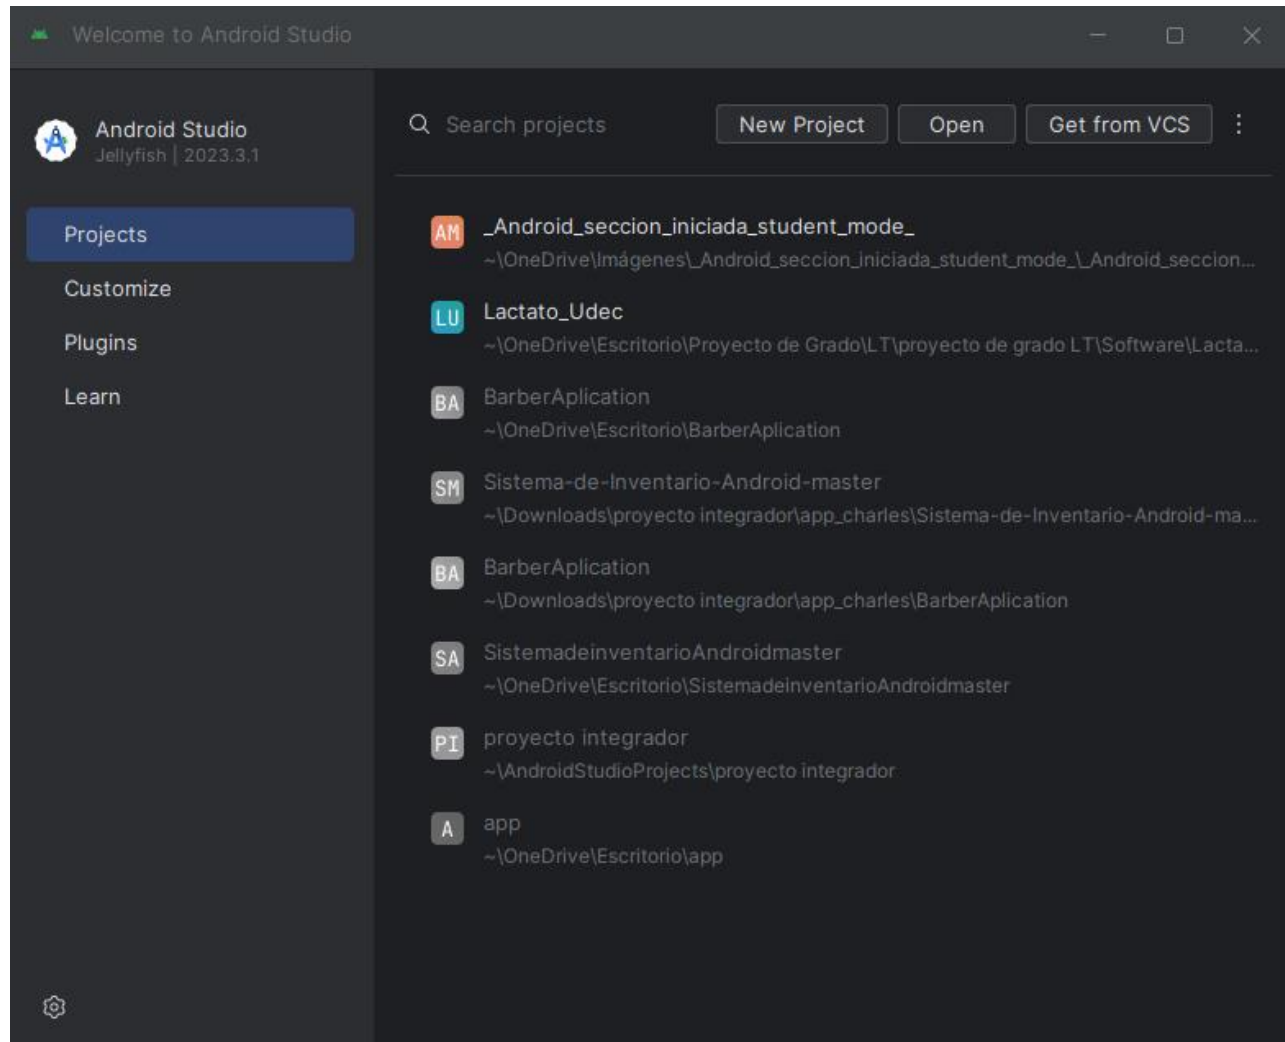 Welcome to Android Studio
Android Studio
Jellyfish | 2023.3.1
Projects
Customize
Plugins
Learn
Search projects
New Project
Open
Get from VCS
AM
_Android_seccion_iniciada_student_mode_
~\OneDrive\Imágenes\_Android_seccion_iniciada_student_mode_\_Android_seccion...
LU
Lactato_Udec
~\OneDrive\Escritorio\Proyecto de Grado\LT\proyecto de grado LT\Software\Lacta...
BA
BarberAplication
~\OneDrive\Escritorio\BarberAplication
SM
Sistema-de-Inventario-Android-master
~\Downloads\proyecto integrador\app_charles\Sistema-de-Inventario-Android-ma...
BA
BarberAplication
~\Downloads\proyecto integrador\app_charles\BarberAplication
SA
SistemadeinventarioAndroidmaster
~\OneDrive\Escritorio\SistemadeinventarioAndroidmaster
PI
proyecto integrador
~\AndroidStudioProjects\proyecto integrador
A
app
~\OneDrive\Escritorio\app